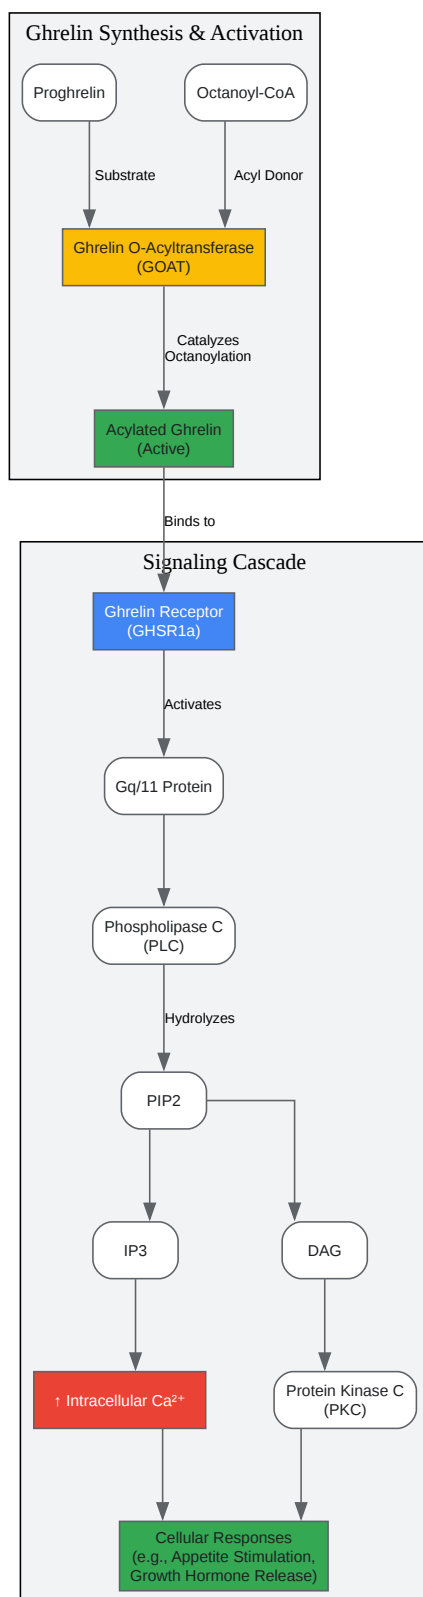 Ghrelin Synthesis & Activation
Proghrelin
Octanoyl-CoA
Substrate
Acyl Donor
Ghrelin O-Acyltransferase
(GOAT)
Catalyzes
Octanoylation
Acylated Ghrelin
(Active)
Binds to
Signaling Cascade
Ghrelin Receptor
(GHSR1a)
Activates
Gq/11 Protein
Phospholipase C
(PLC)
Hydrolyzes
PIP2
IP3
DAG
↑ Intracellular Ca²⁺
Protein Kinase C
(PKC)
Cellular Responses
(e.g., Appetite Stimulation,
Growth Hormone Release)